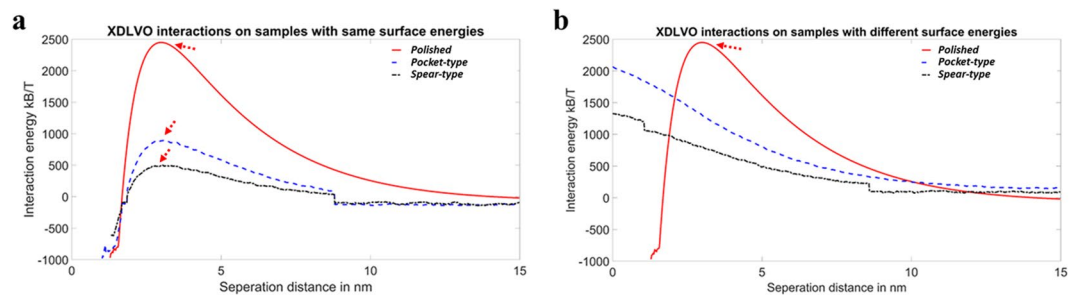 a
XDLVO interactions on samples with same surface energies
Interaction energy kB/T
2500
2000
1500
1000
500
0
-500
-1000
Polished
Pocket-type
Spear-type
0 5 10 15
Seperation distance in nm
b
XDLVO interactions on samples with different surface energies
Interaction energy kB/T
2500
2000
1500
1000
500
0
-500
-1000
Polished
Pocket-type
Spear-type
0 5 10 15
Seperation distance in nm